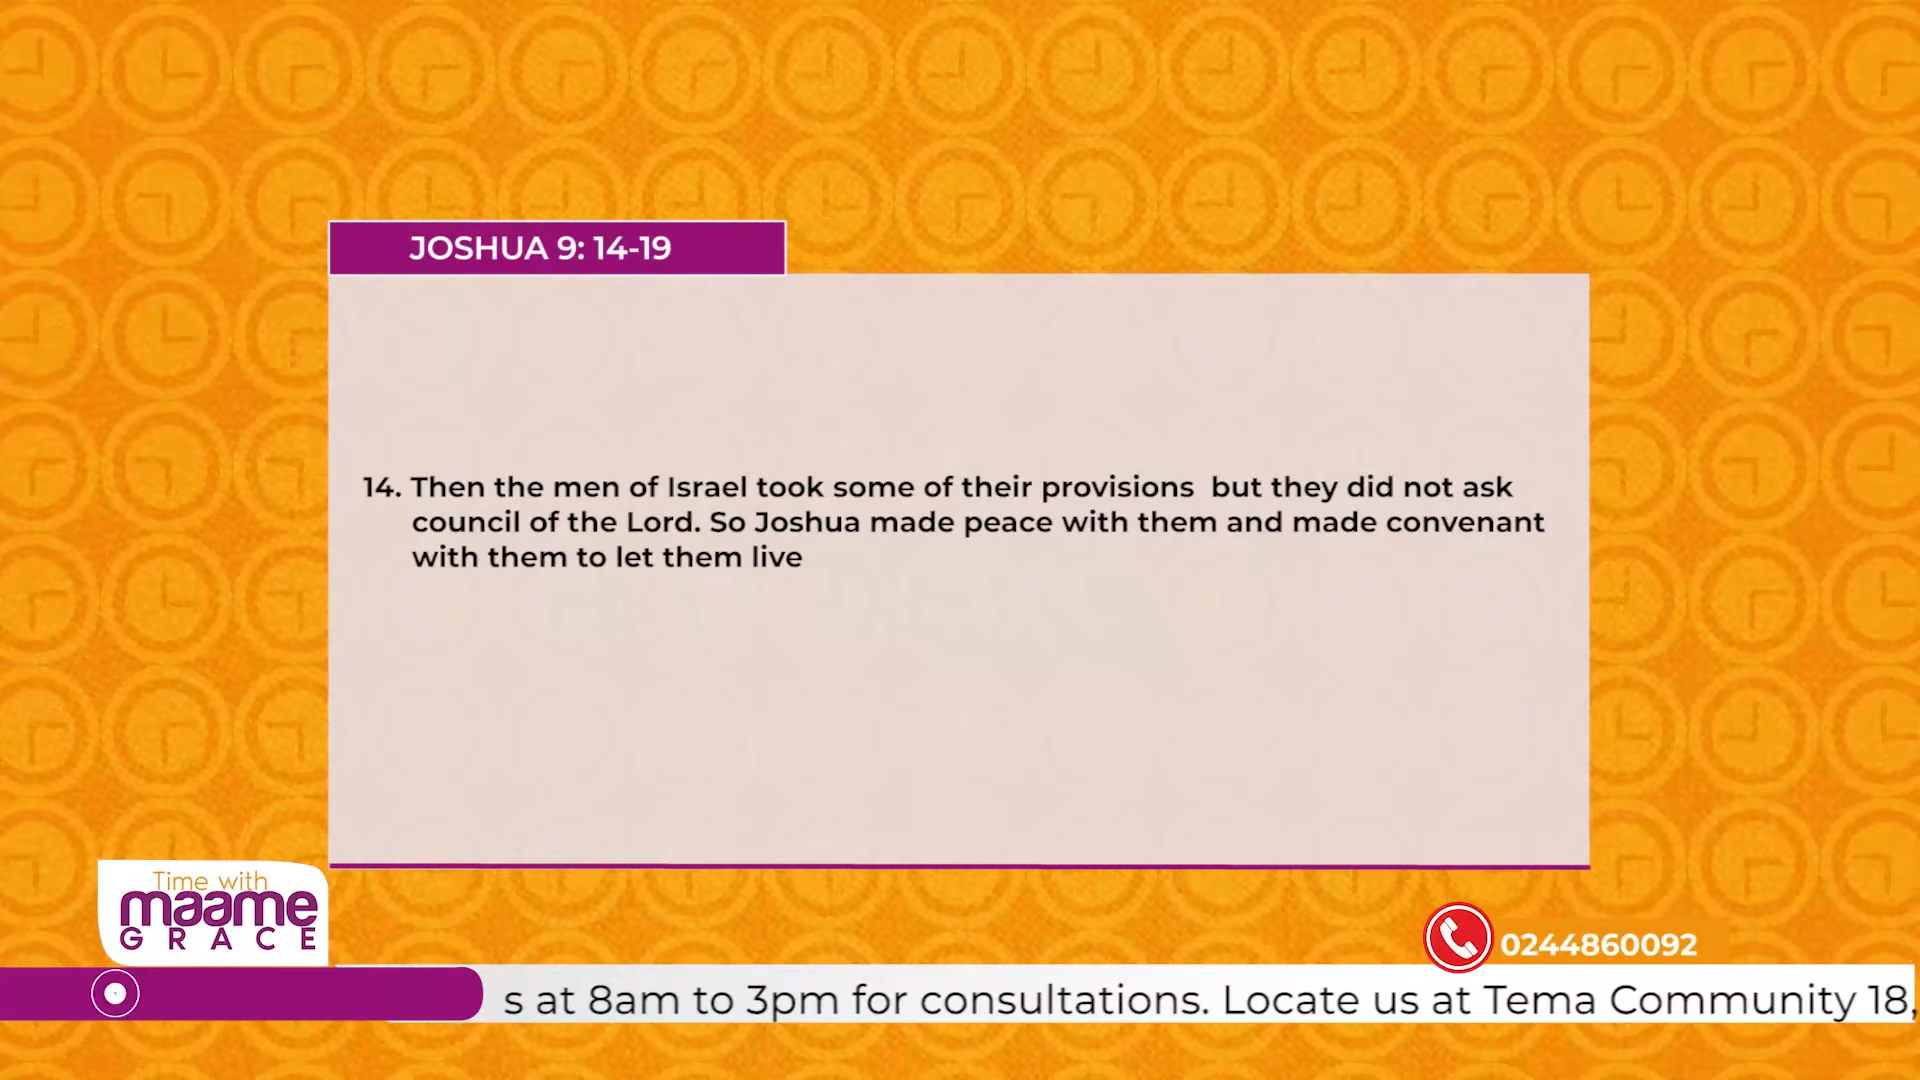 JOSHUA 9: 14-19
14. Then the men of Israel took some of their provisions  but they did not ask
council of the Lord. So Joshua made peace with them and made convenant
with them to let them live
Time with
maame
GRACE
0244860092
s at 8am to 3pm for consultations. Locate us at Tema Community 18,